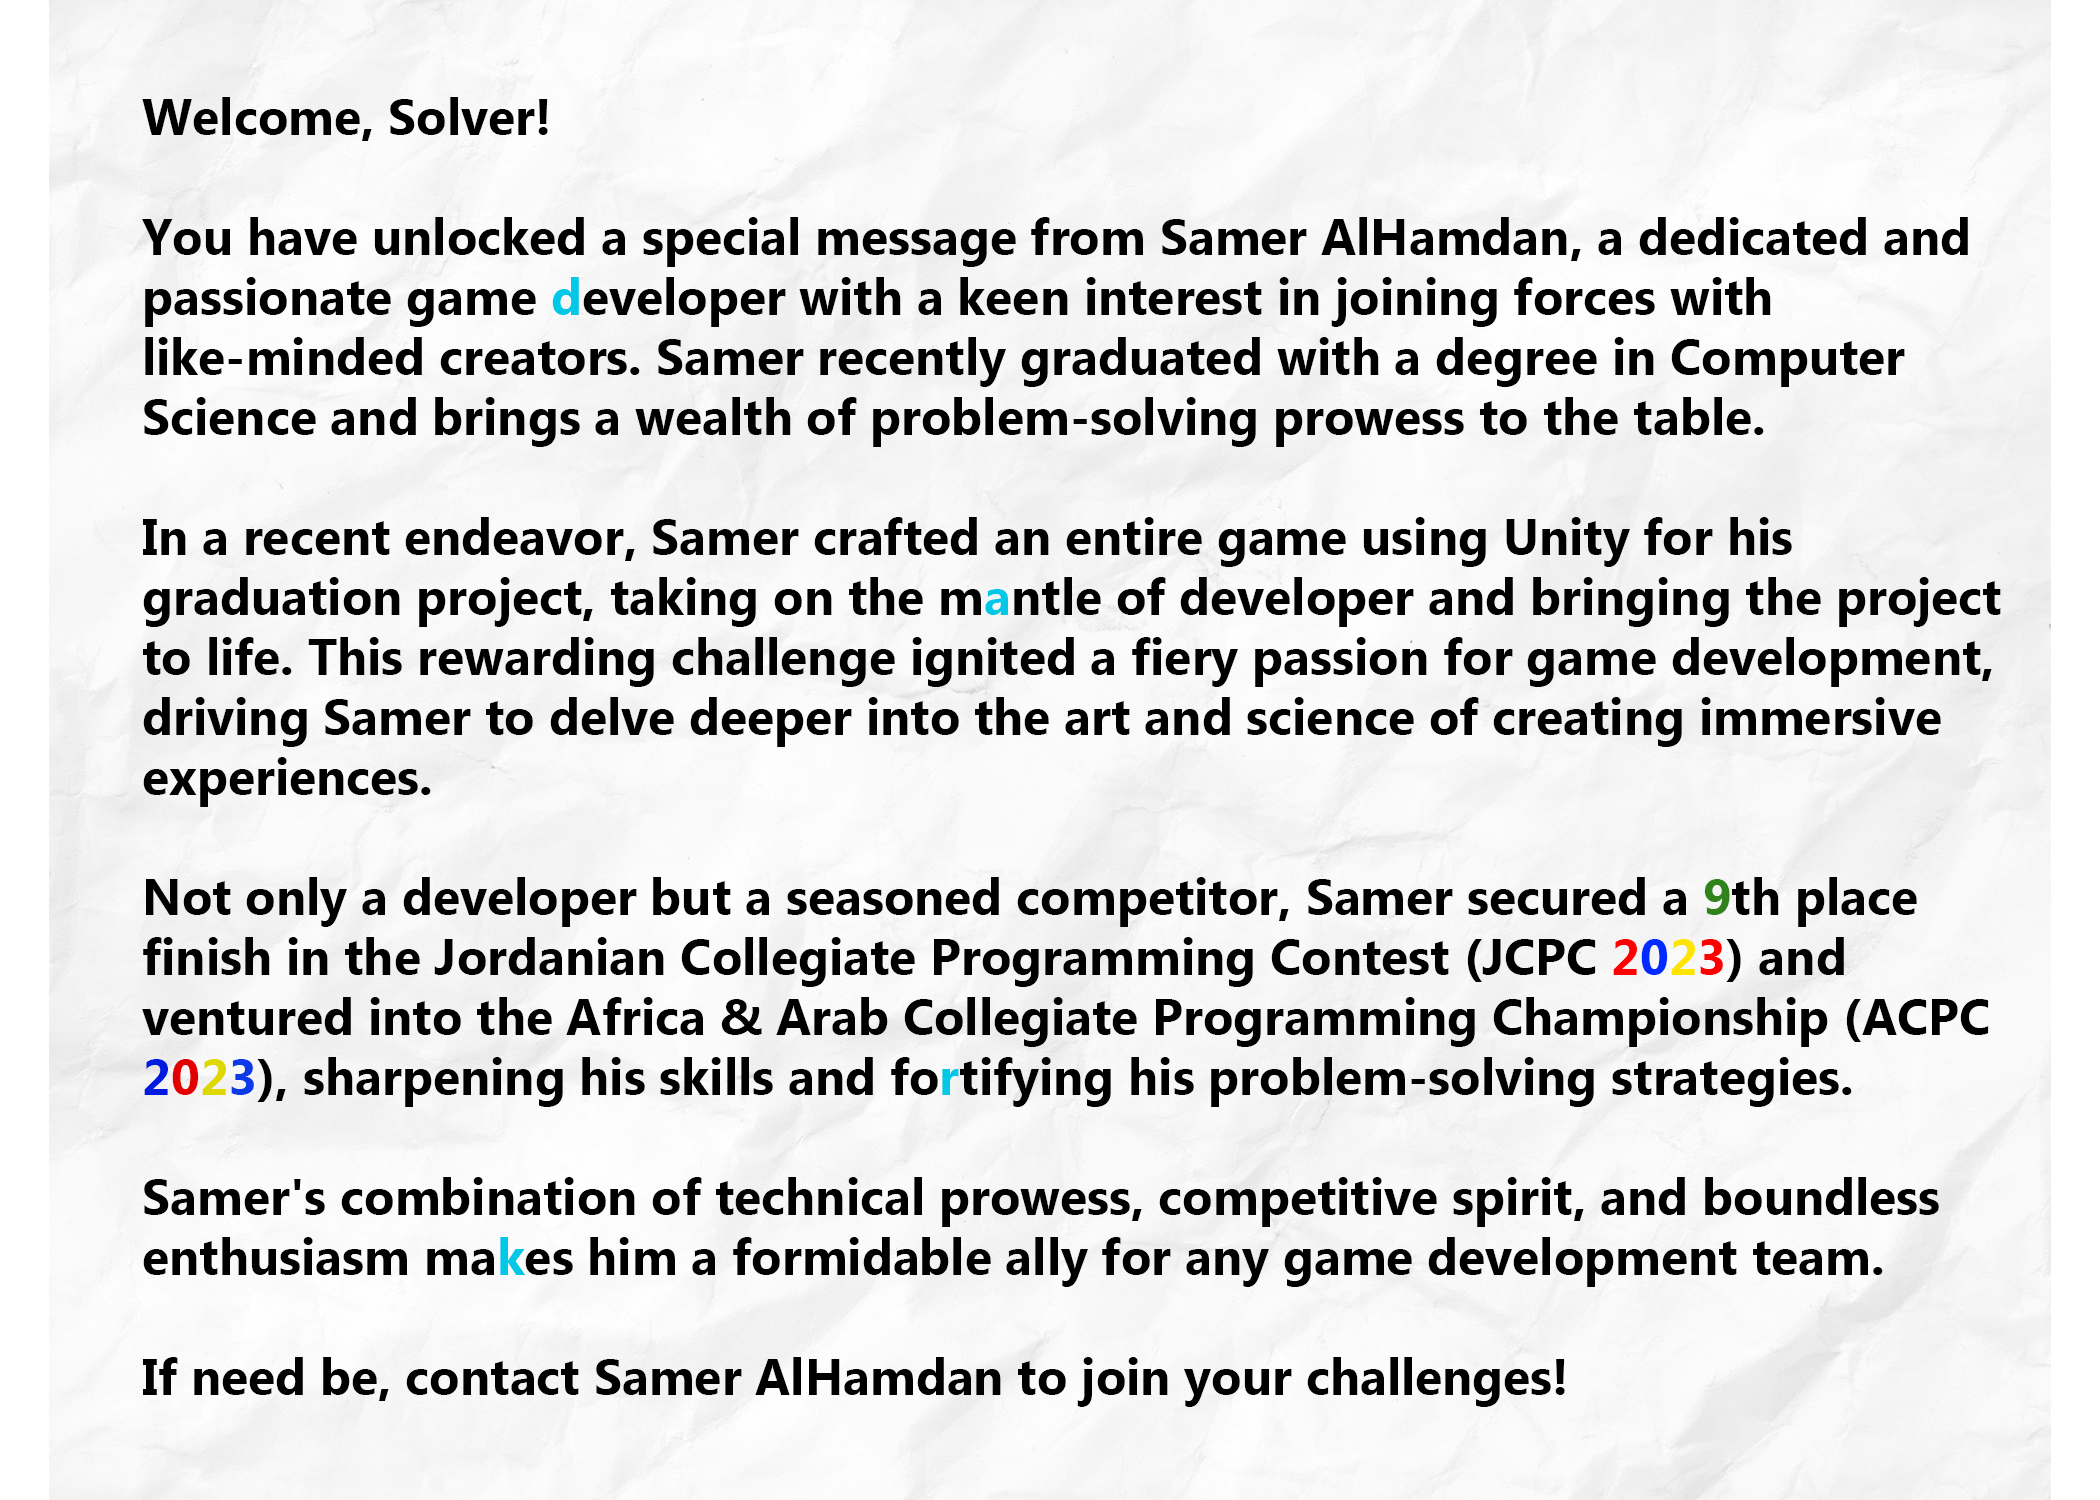 Welcome, Solver!
You have unlocked a special message from Samer AlHamdan, a dedicated and
passionate game developer with a keen interest in joining forces with
like-minded creators. Samer recently graduated with a degree in Computer
Science and brings a wealth of problem-solving prowess to the table.
In a recent endeavor, Samer crafted an entire game using Unity for his
graduation project, taking on the mantle of developer and bringing the project
to life. This rewarding challenge ignited a fiery passion for game development,
driving Samer to delve deeper into the art and science of creating immersive
experiences.
Not only a developer but a seasoned competitor, Samer secured a 9th place
finish in the Jordanian Collegiate Programming Contest (JCPC 2023) and
ventured into the Africa & Arab Collegiate Programming Championship (ACPC
2023), sharpening his skills and fortifying his problem-solving strategies.
Samer's combination of technical prowess, competitive spirit, and boundless
enthusiasm makes him a formidable ally for any game development team.
If need be, contact Samer AlHamdan to join your challenges!